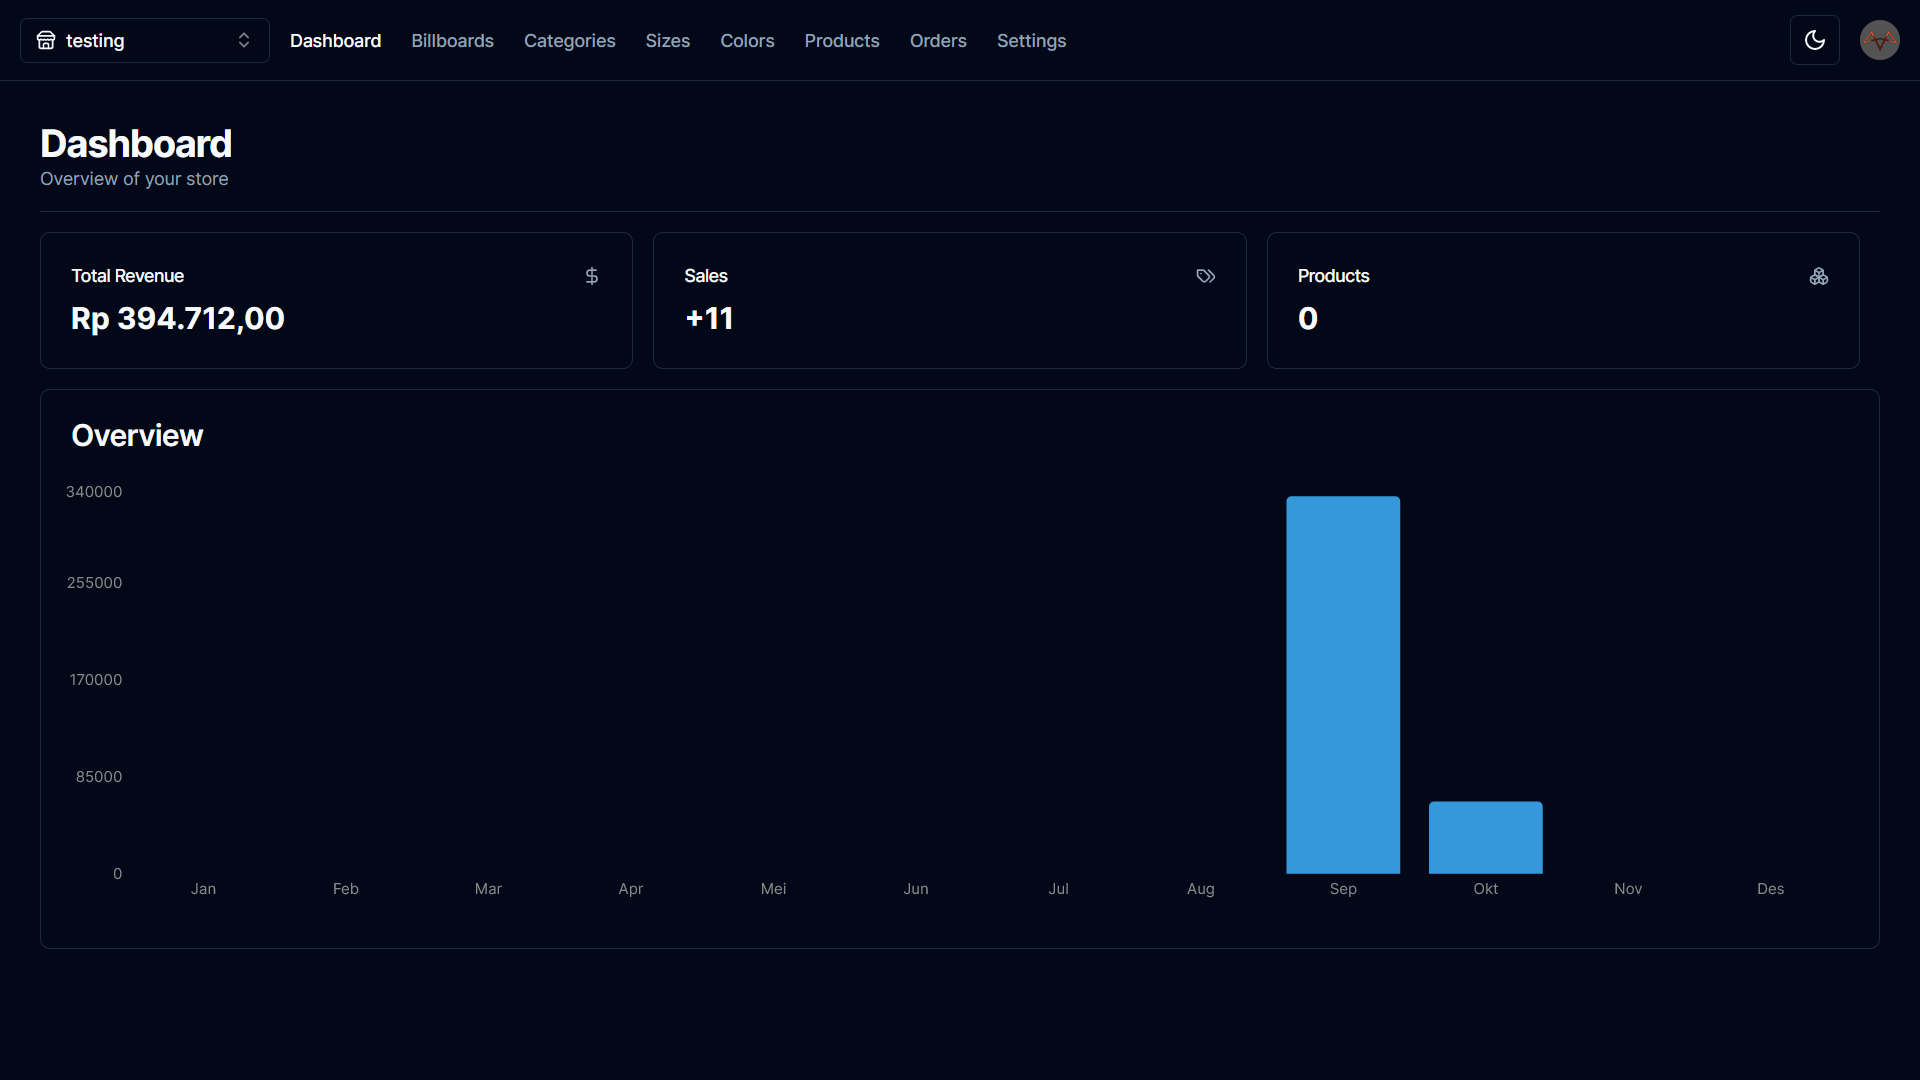 testing Dashboard Billboards Categories Sizes Colors Products Orders Settings
Dashboard
Overview of your store
Total Revenue
Rp 394.712,00
Sales
+11
Products
0
Overview
340000
255000
170000
85000
0
Jan Feb Mar Apr Mei Jun Jul Aug Sep Okt Nov Des